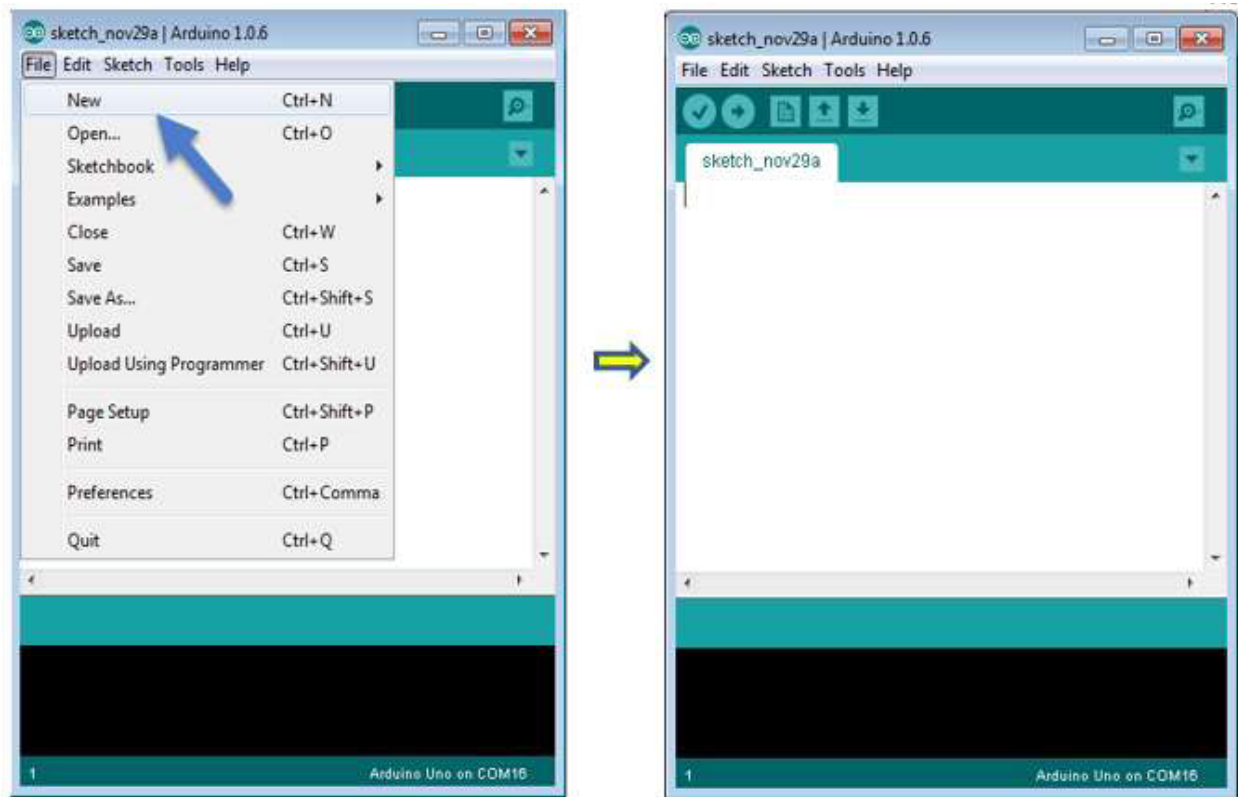 sketch_nov29a | Arduino 1.0.6
File Edit Sketch Tools Help
New Ctrl+N
Open... Ctrl+O
Sketchbook
Examples
Close Ctrl+W
Save Ctrl+S
Save As... Ctrl+Shift+S
Upload Ctrl+U
Upload Using Programmer Ctrl+Shift+U
Page Setup Ctrl+Shift+P
Print Ctrl+P
Preferences Ctrl+Comma
Quit Ctrl+Q
1 Arduino Uno on COM16
sketch_nov29a | Arduino 1.0.6
File Edit Sketch Tools Help
sketch_nov29a
1 Arduino Uno on COM16